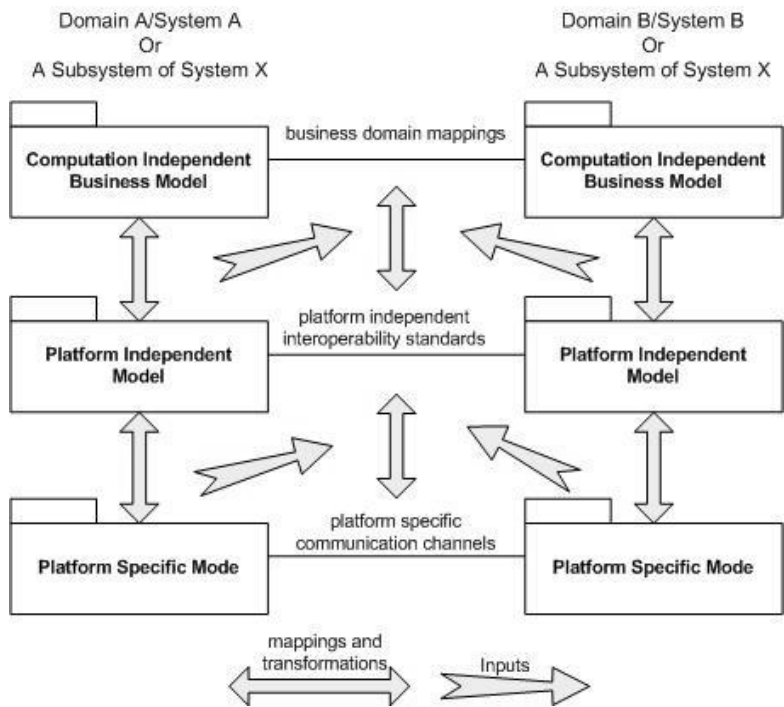 Domain A/System A
Or
A Subsystem of System X
Domain B/System B
Or
A Subsystem of System X
Computation Independent
Business Model
business domain mappings
Computation Independent
Business Model
Platform Independent
Model
platform independent
interoperability standards
Platform Independent
Model
Platform Specific Mode
platform specific
communication channels
Platform Specific Mode
mappings and
transformations
Inputs